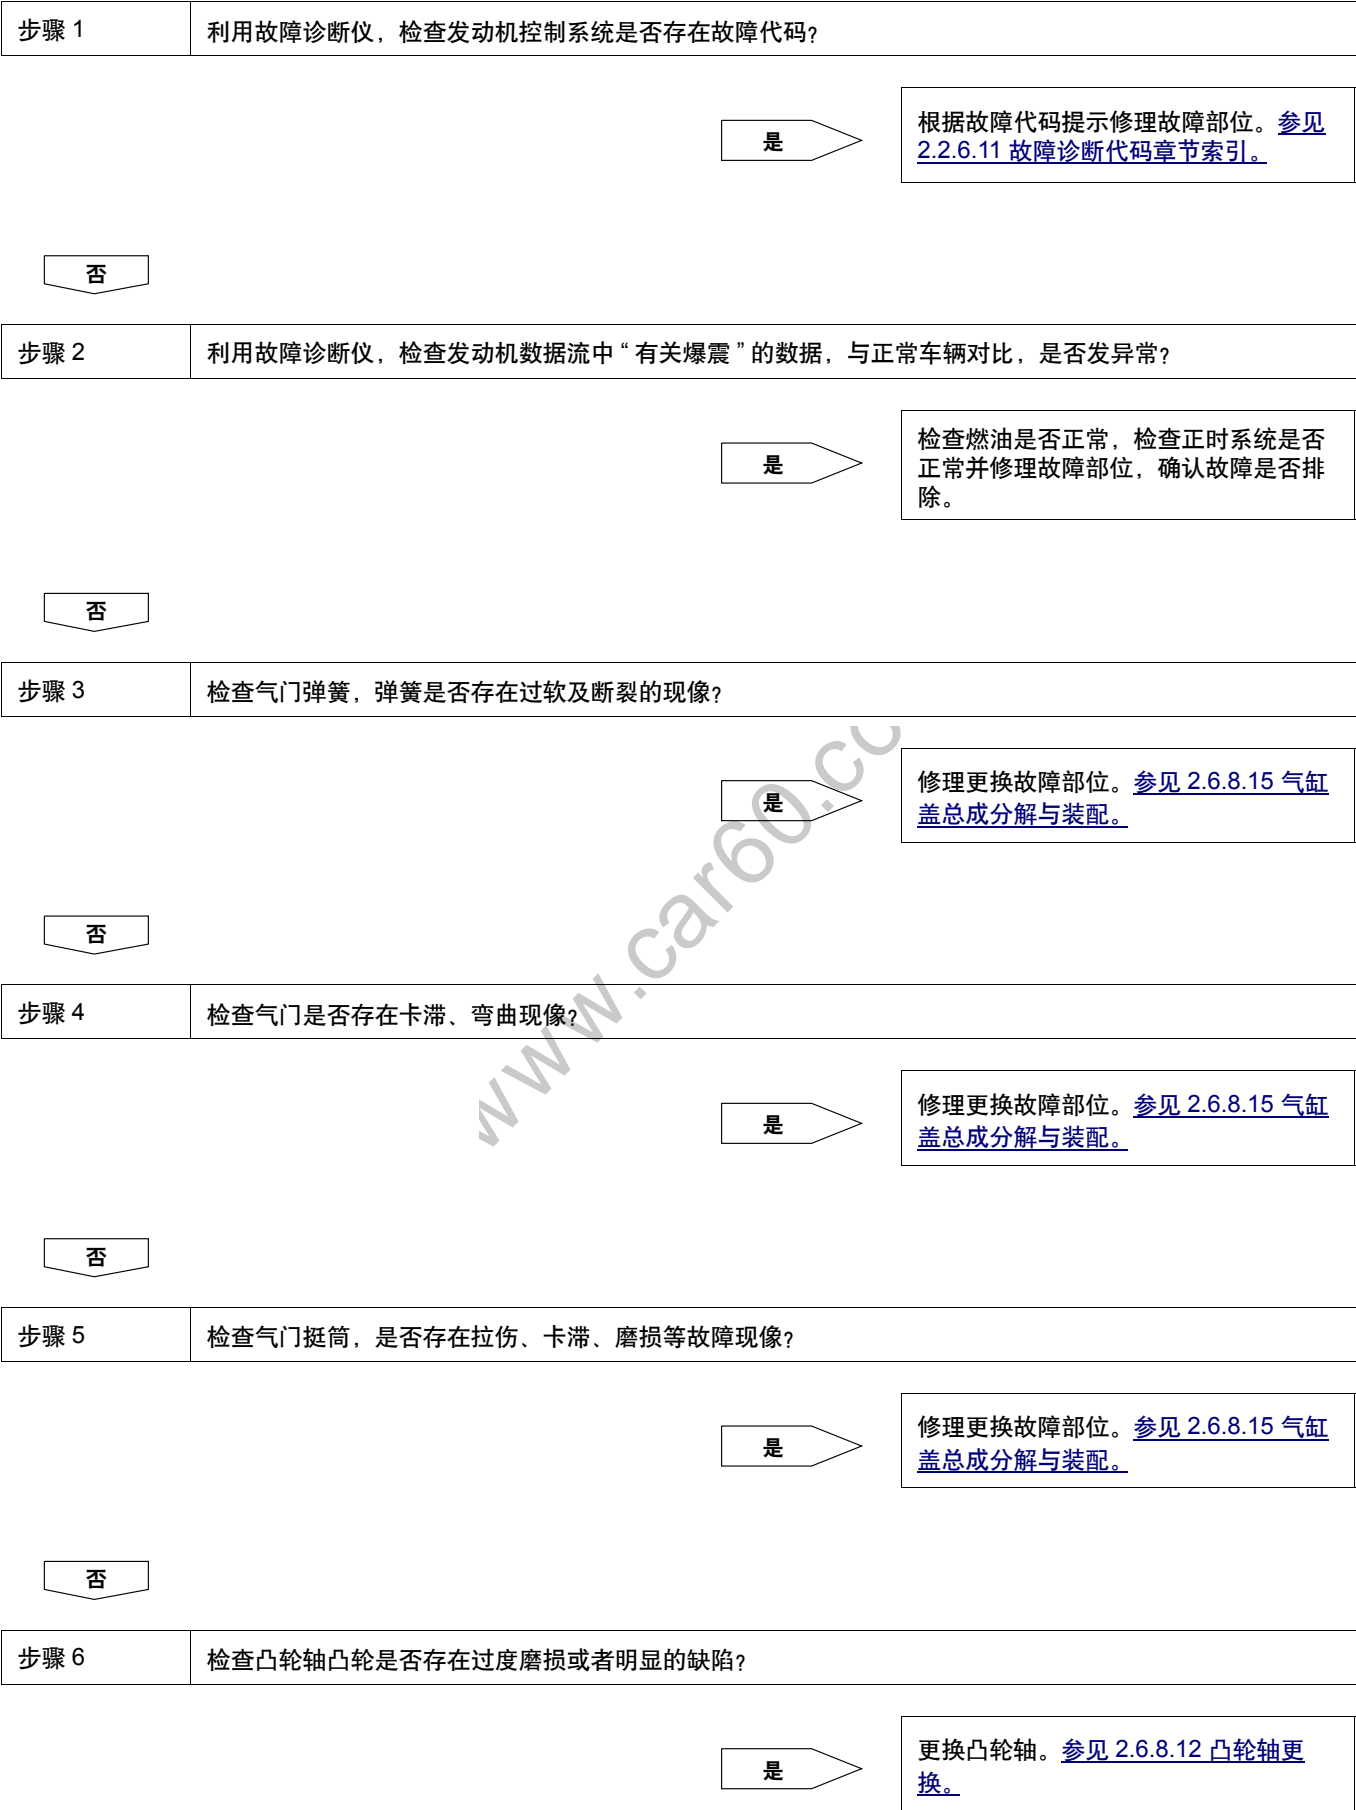 步骤 1
利用故障诊断仪，检查发动机控制系统是否存在故障代码？
是
根据故障代码提示修理故障部位。参见
2.2.6.11 故障诊断代码章节索引。
否
步骤 2
利用故障诊断仪，检查发动机数据流中 “ 有关爆震 ” 的数据，与正常车辆对比，是否发异常？
是
检查燃油是否正常，检查正时系统是否
正常并修理故障部位，确认故障是否排
除。
否
步骤 3
检查气门弹簧，弹簧是否存在过软及断裂的现像？
是
修理更换故障部位。参见 2.6.8.15 气缸
盖总成分解与装配。
否
步骤 4
检查气门是否存在卡滞、弯曲现像？
是
修理更换故障部位。参见 2.6.8.15 气缸
盖总成分解与装配。
否
步骤 5
检查气门挺筒，是否存在拉伤、卡滞、磨损等故障现像？
是
修理更换故障部位。参见 2.6.8.15 气缸
盖总成分解与装配。
否
步骤 6
检查凸轮轴凸轮是否存在过度磨损或者明显的缺陷？
是
更换凸轮轴。参见 2.6.8.12 凸轮轴更
换。
www.car60.co